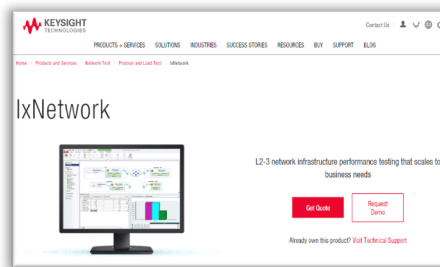 KEYSIGHT
TECHNOLOGIES
Contact Us
PRODUCTS + SERVICES SOLUTIONS INDUSTRIES SUCCESS STORIES RESOURCES BUY SUPPORT BLOG
Home Products and Services Network Test Protocol and Load Test IxNetwork
IxNetwork
L2-3 network infrastructure performance testing that scales to
business needs
Get Quote
Request
Demo
Already own this product? Visit Technical Support